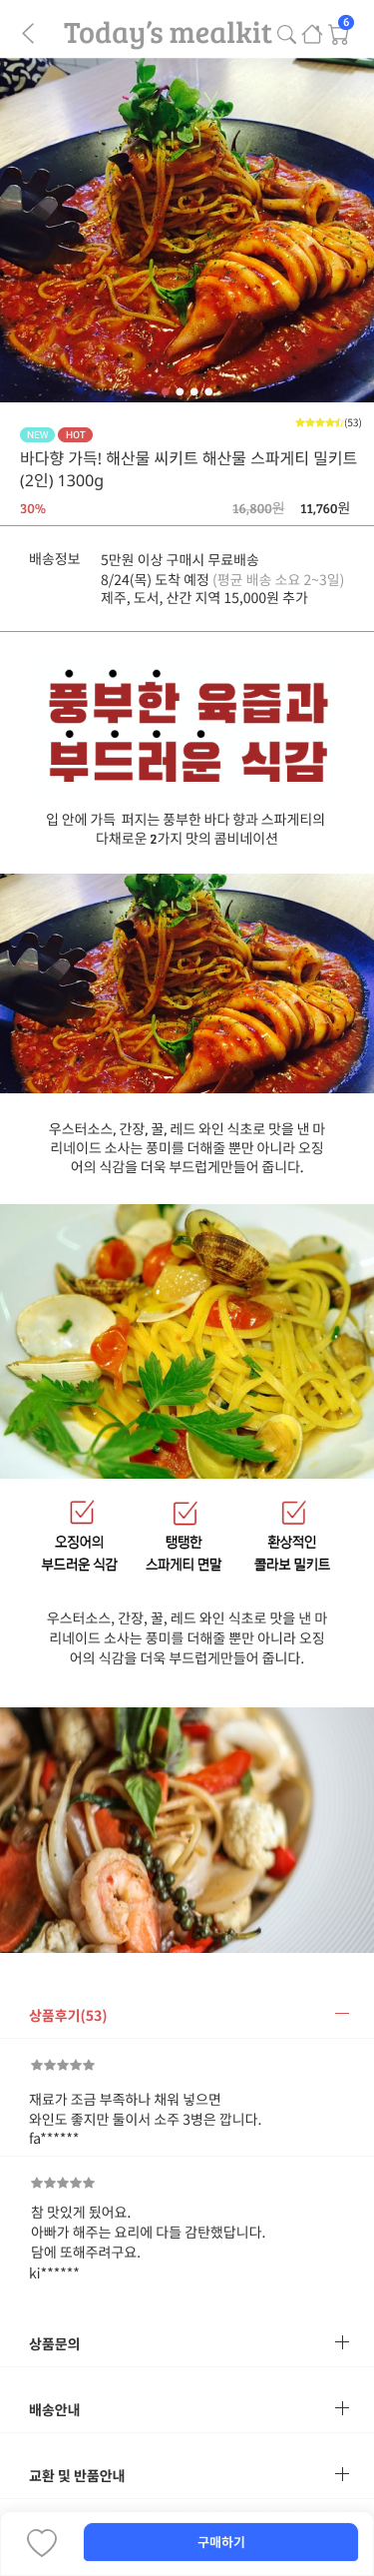 Today's mealkit
6
(53)
NEW HOT
바다향 가득! 해산물 씨키트 해산물 스파게티 밀키트
(2인) 1300g
30% 16,800원 11,760원
배송정보 5만원 이상 구매시 무료배송
8/24(목) 도착 예정 (평균 배송 소요 2~3일)
제주, 도서, 산간 지역 15,000원 추가
풍부한 육즙과
부드러운 식감
입 안에 가득 퍼지는 풍부한 바다 향과 스파게티의
다채로운 2가지 맛의 콤비네이션
우스터소스, 간장, 꿀, 레드 와인 식초로 맛을 낸 마
리네이드 소사는 풍미를 더해줄 뿐만 아니라 오징
어의 식감을 더욱 부드럽게만들어 줍니다.
오징어의 탱탱한 환상적인
부드러운 식감 스파게티 면말 콜라보 밀키트
우스터소스, 간장, 꿀, 레드 와인 식초로 맛을 낸 마
리네이드 소사는 풍미를 더해줄 뿐만 아니라 오징
어의 식감을 더욱 부드럽게만들어 줍니다.
상품후기(53)
재료가 조금 부족하나 채워 넣으면
와인도 좋지만 둘이서 소주 3병은 깝니다.
fa******
참 맛있게 됬어요.
아빠가 해주는 요리에 다들 감탄했답니다.
담에 또해주려구요.
ki******
상품문의
배송안내
교환 및 반품안내
구매하기